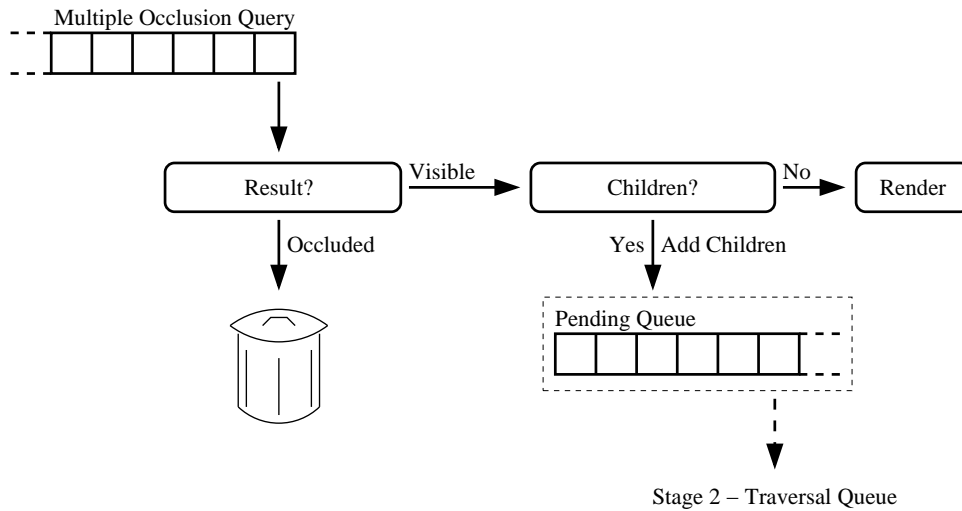 Multiple Occlusion Query
Result?
Visible
Children?
No
Render
Occluded
Yes
Add Children
Pending Queue
Stage 2 – Traversal Queue